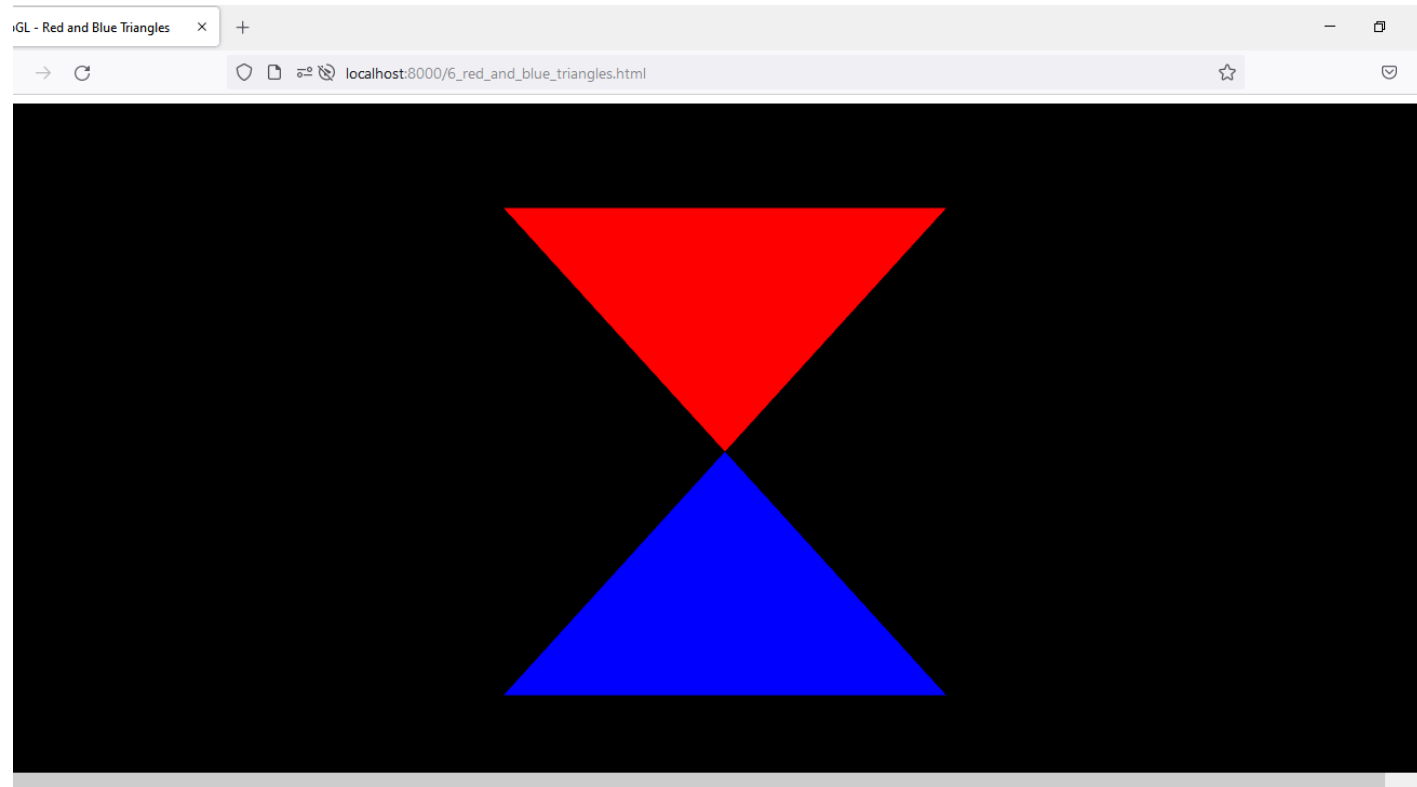 GL - Red and Blue Triangles
localhost:8000/6_red_and_blue_triangles.html